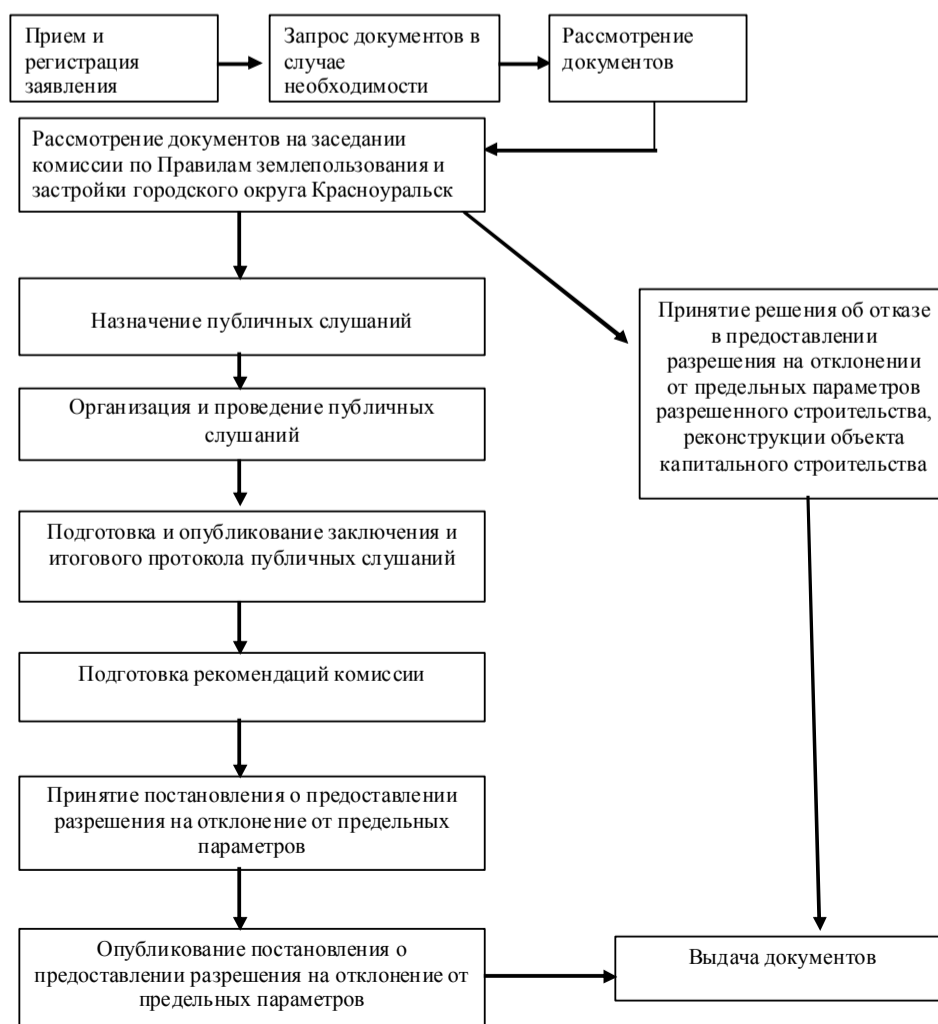 Прием и
регистрация
заявления
Запрос документов в
случае
необходимости
Рассмотрение
документов
Рассмотрение документов на заседании
комиссии по Правилам землепользования и
застройки городского округа Красноуральск
Назначение публичных слушаний
Организация и проведение публичных
слушаний
Подготовка и опубликование заключения и
итогового протокола публичных слушаний
Подготовка рекомендаций комиссии
Принятие постановления о предоставлении
разрешения на отклонение от предельных
параметров
Опубликование постановления о
предоставлении разрешения на отклонение от
предельных параметров
Принятие решения об отказе
в предоставлении
разрешения на отклонении
от предельных параметров
разрешенного строительства,
реконструкции объекта
капитального строительства
Выдача документов